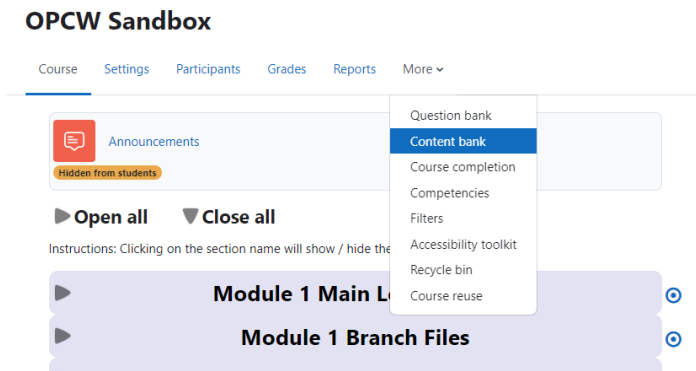 OPCW Sandbox
Course Settings Participants Grades Reports More
Question bank
Content bank
Course completion
Competencies
Filters
Accessibility toolkit
Recycle bin
Course reuse
Announcements
Hidden from students
Open all Close all
Instructions: Clicking on the section name will show / hide the
Module 1 Main
Module 1 Branch Files